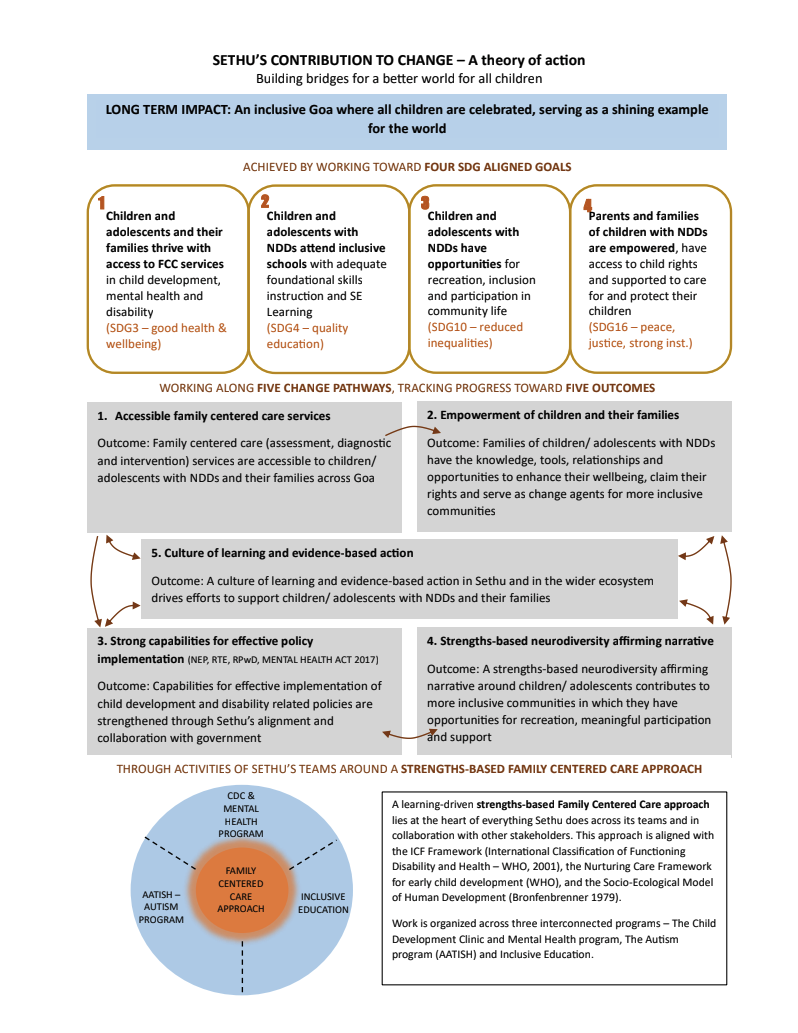 SETHU'S CONTRIBUTION TO CHANGE – A theory of action
Building bridges for a better world for all children
LONG TERM IMPACT: An inclusive Goa where all children are celebrated, serving as a shining example
for the world
ACHIEVED BY WORKING TOWARD FOUR SDG ALIGNED GOALS
1
Children and
adolescents and their
families thrive with
access to FCC services
in child development,
mental health and
disability
(SDG3 – good health &
wellbeing)
2
Children and
adolescents with
NDDs attend inclusive
schools with adequate
foundational skills
instruction and SE
Learning
(SDG4 – quality
education)
3
Children and
adolescents with
NDDs have
opportunities for
recreation, inclusion
and participation in
community life
(SDG10 – reduced
inequalities)
4
Parents and families
of children with NDDs
are empowered, have
access to child rights
and supported to care
for and protect their
children
(SDG16 – peace,
justice, strong inst.)
WORKING ALONG FIVE CHANGE PATHWAYS, TRACKING PROGRESS TOWARD FIVE OUTCOMES
1. Accessible family centered care services
Outcome: Family centered care (assessment, diagnostic
and intervention) services are accessible to children/
adolescents with NDDs and their families across Goa
2. Empowerment of children and their families
Outcome: Families of children/ adolescents with NDDs
have the knowledge, tools, relationships and
opportunities to enhance their wellbeing, claim their
rights and serve as change agents for more inclusive
communities
5. Culture of learning and evidence-based action
Outcome: A culture of learning and evidence-based action in Sethu and in the wider ecosystem
drives efforts to support children/ adolescents with NDDs and their families
3. Strong capabilities for effective policy
implementation (NEP, RTE, RPwD, MENTAL HEALTH ACT 2017)
Outcome: Capabilities for effective implementation of
child development and disability related policies are
strengthened through Sethu's alignment and
collaboration with government
4. Strengths-based neurodiversity affirming narrative
Outcome: A strengths-based neurodiversity affirming
narrative around children/ adolescents contributes to
more inclusive communities in which they have
opportunities for recreation, meaningful participation
and support
THROUGH ACTIVITIES OF SETHU'S TEAMS AROUND A STRENGTHS-BASED FAMILY CENTERED CARE APPROACH
CDC &
MENTAL
HEALTH
PROGRAM
FAMILY
CENTERED
CARE
APPROACH
AATISH –
AUTISM
PROGRAM
INCLUSIVE
EDUCATION
A learning-driven strengths-based Family Centered Care approach
lies at the heart of everything Sethu does across its teams and in
collaboration with other stakeholders. This approach is aligned with
the ICF Framework (International Classification of Functioning
Disability and Health – WHO, 2001), the Nurturing Care Framework
for early child development (WHO), and the Socio-Ecological Model
of Human Development (Bronfenbrenner 1979).
Work is organized across three interconnected programs – The Child
Development Clinic and Mental Health program, The Autism
program (AATISH) and Inclusive Education.